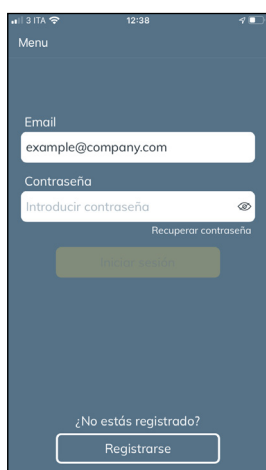 3 ITA 12:38
Menu
Email
example@company.com
Contraseña
Introducir contraseña
Recuperar contraseña
Iniciar sesión
¿No estás registrado?
Registrarse